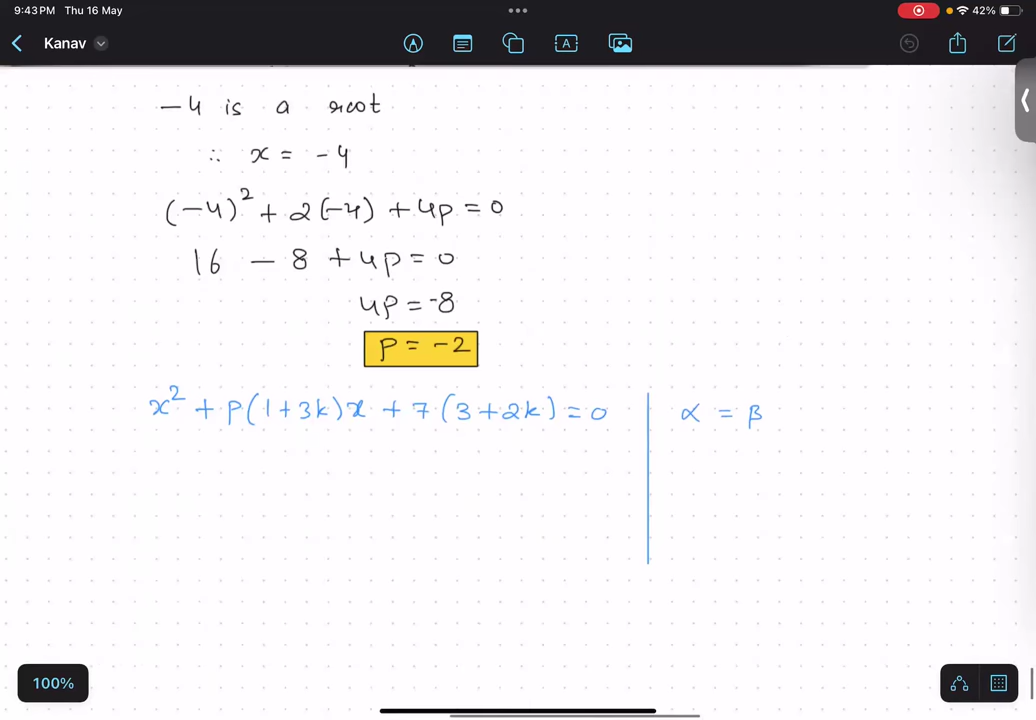 9:43 PM Thu 16 May
42%
Kanav
-4 is a root
∴ x = -4
(-4)² + 2(-4) + 4p = 0
16 - 8 + 4p = 0
4p = -8
p = -2
x² + p(1+3k)x + 7(3+2k) = 0
α = β
100%